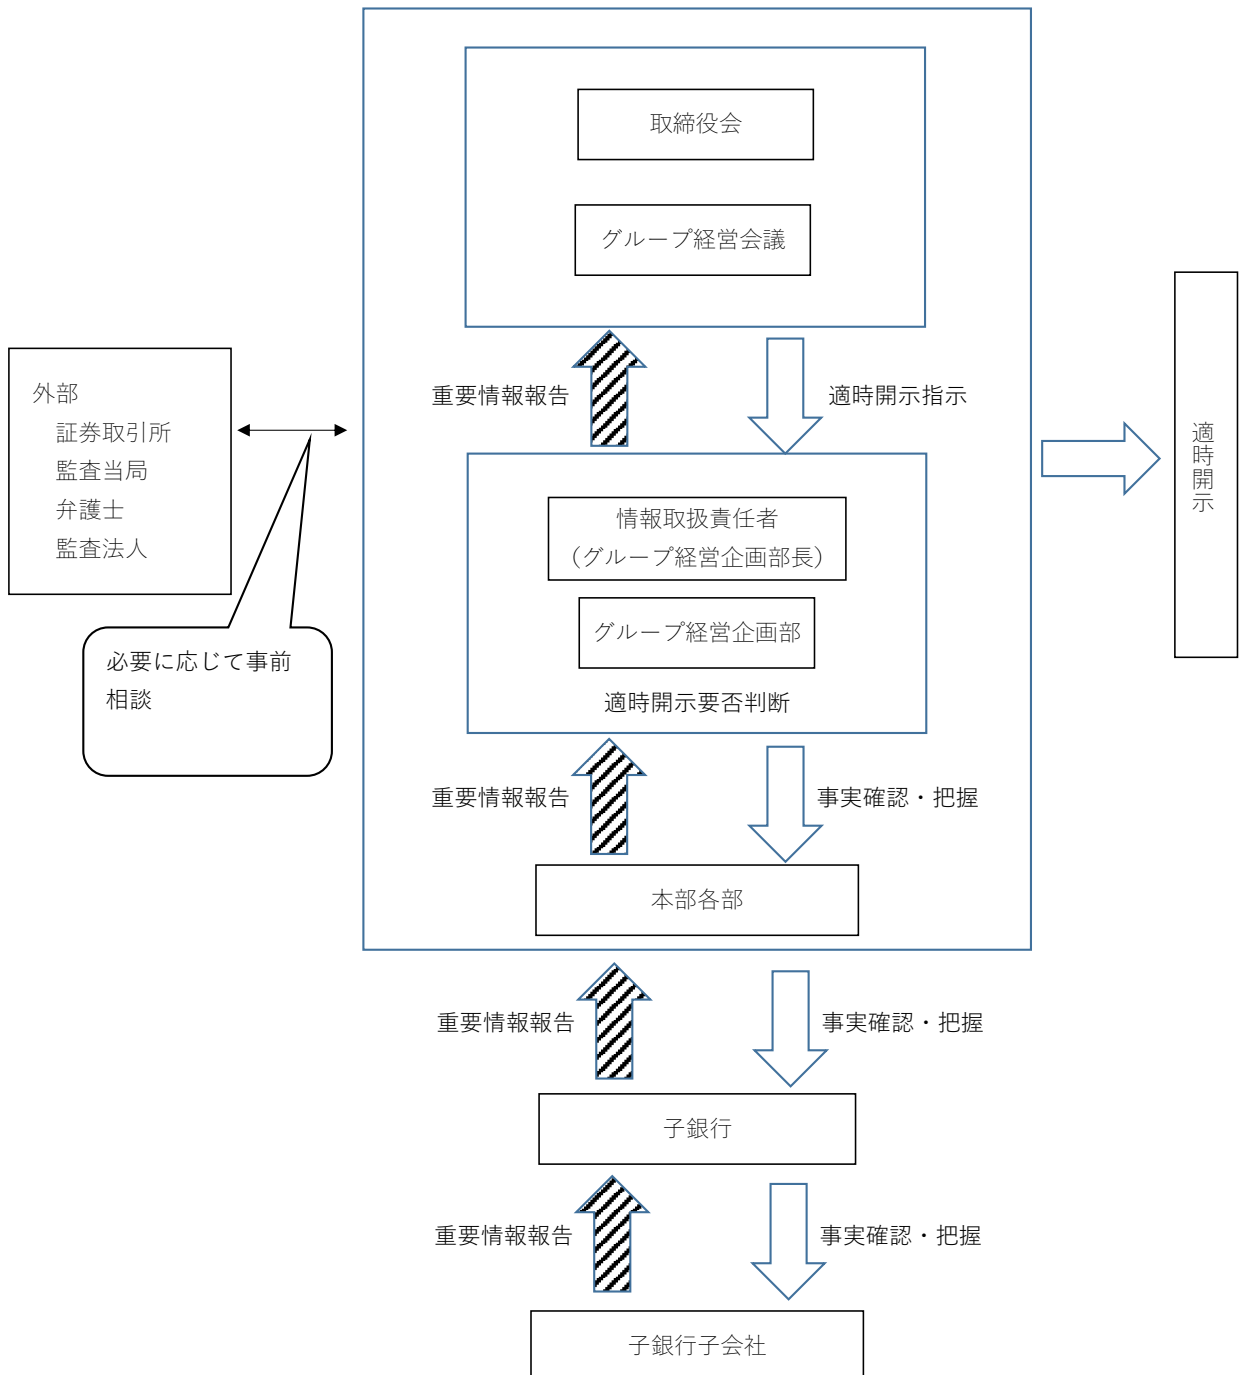 取締役会
グループ経営会議
重要情報報告
適時開示指示
外部
証券取引所
監査当局
弁護士
監査法人
必要に応じて事前
相談
情報取扱責任者
（グループ経営企画部長）
グループ経営企画部
適時開示要否判断
適時開示
重要情報報告
事実確認・把握
本部各部
重要情報報告
事実確認・把握
子銀行
重要情報報告
事実確認・把握
子銀行子会社